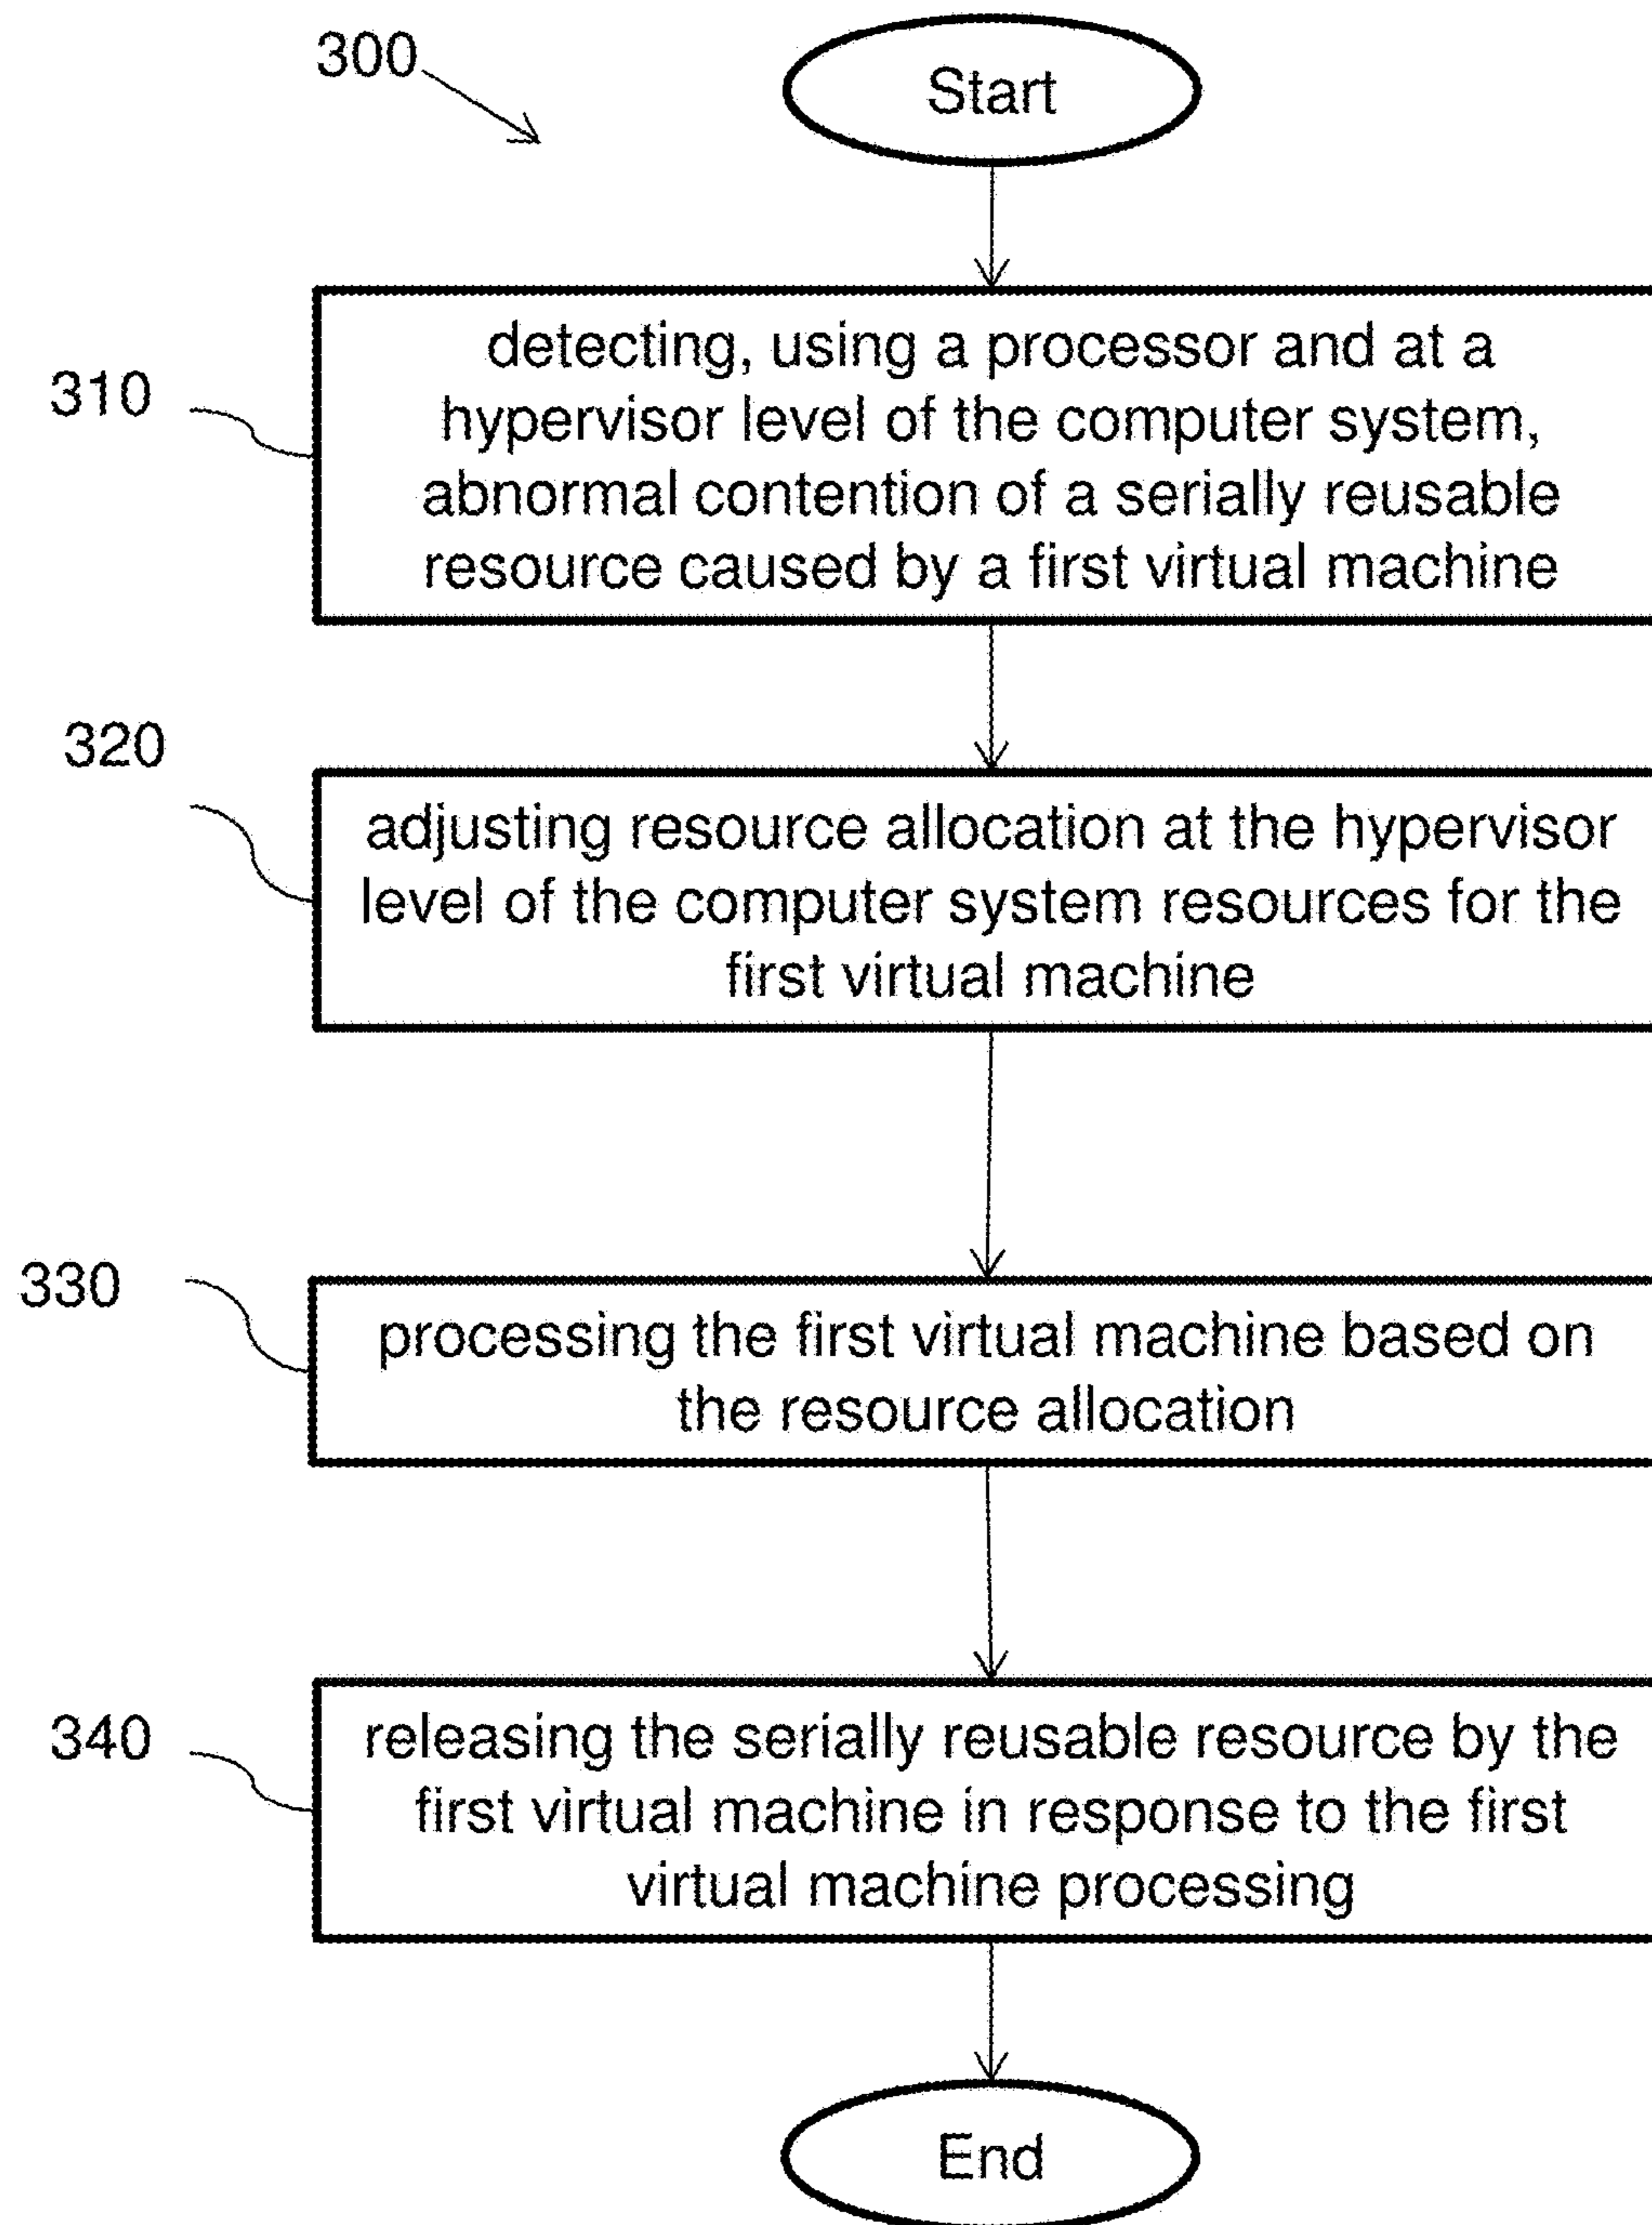 300
Start
310
detecting, using a processor and at a
hypervisor level of the computer system,
abnormal contention of a serially reusable
resource caused by a first virtual machine
320
adjusting resource allocation at the hypervisor
level of the computer system resources for the
first virtual machine
330
processing the first virtual machine based on
the resource allocation
340
releasing the serially reusable resource by the
first virtual machine in response to the first
virtual machine processing
End